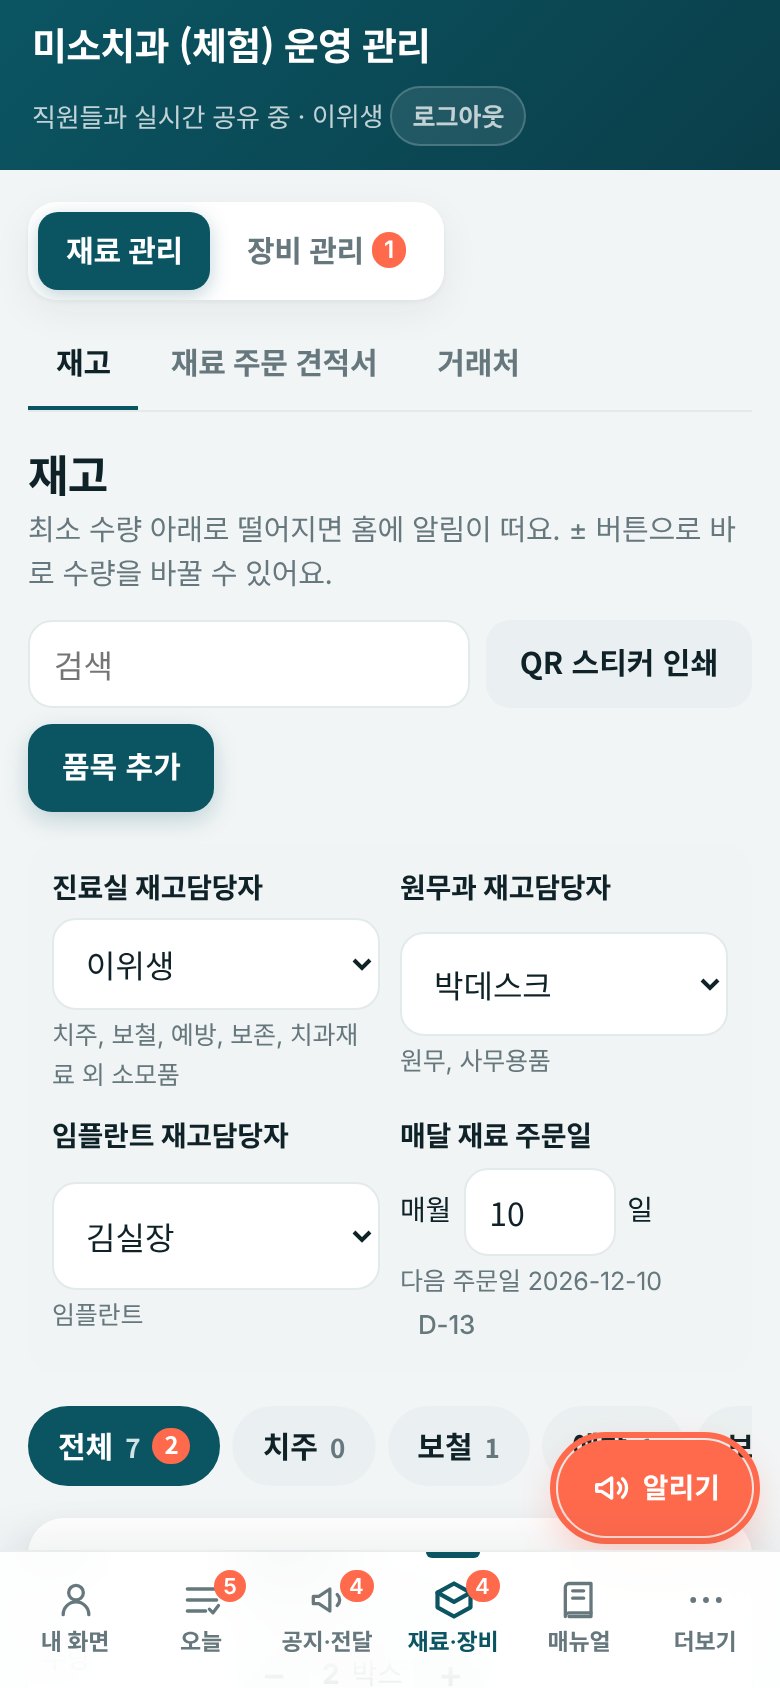 미소치과 (체험) 운영 관리
직원들과 실시간 공유 중 · 이위생 로그아웃
재료 관리 장비 관리 1
재고 재료 주문 견적서 거래처
재고
최소 수량 아래로 떨어지면 홈에 알림이 떠요. ± 버튼으로 바
로 수량을 바꿀 수 있어요.
검색 QR 스티커 인쇄
품목 추가
진료실 재고담당자
이위생
치주, 보철, 예방, 보존, 치과재
료 외 소모품
원무과 재고담당자
박데스크
원무, 사무용품
임플란트 재고담당자
김실장
임플란트
매달 재료 주문일
매월 10 일
다음 주문일 2026-12-10
D-13
전체 7 2 치주 0 보철 1
알리기
2 박스 +
내 화면 오늘 5 공지·전달 4 재료·장비 4 매뉴얼 더보기